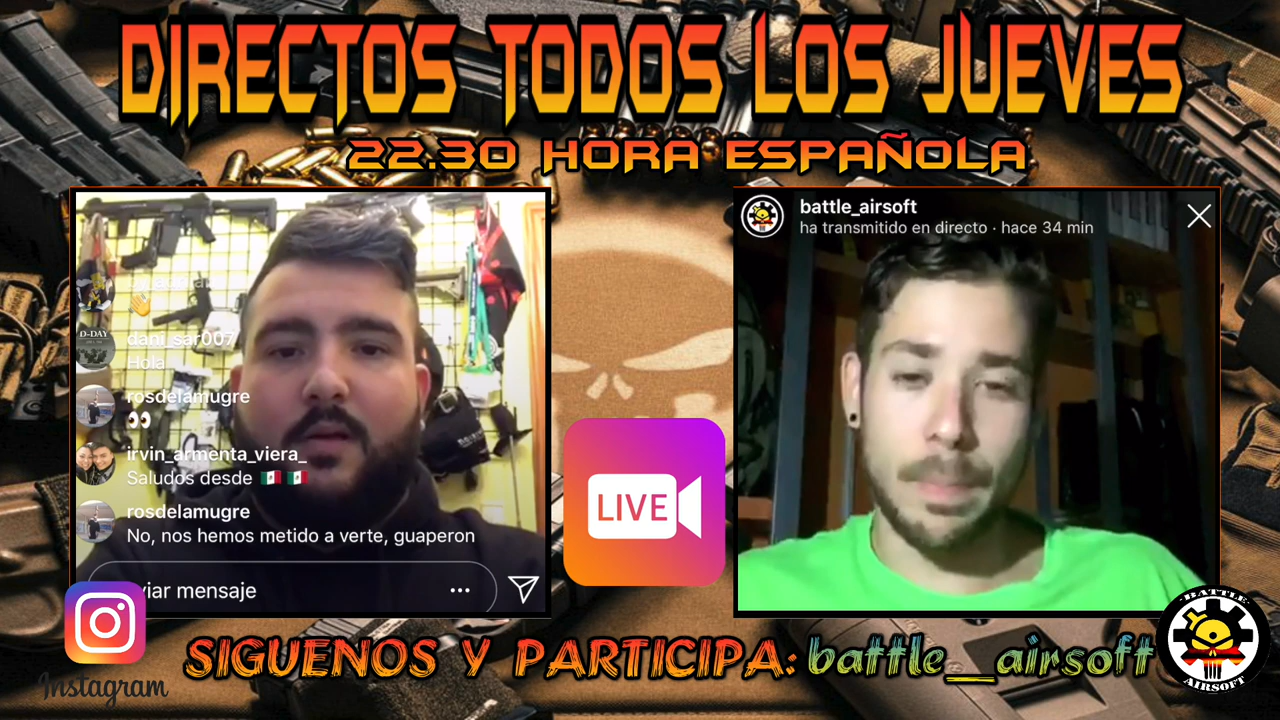 DIRECTOS TODOS LOS JUEVES
22.30 HORA ESPAÑOLA
D-DAY
dani_sar007
Hola
rosdelamugre
irvin_armenta_viera_
Saludos desde
rosdelamugre
No, nos hemos metido a verte, guaperon
viar mensaje
battle_airsoft
ha transmitido en directo · hace 34 min
LIVE
Instagram
SIGUENOS Y PARTICIPA: battle_airsoft
BATTLE
AIRSOFT